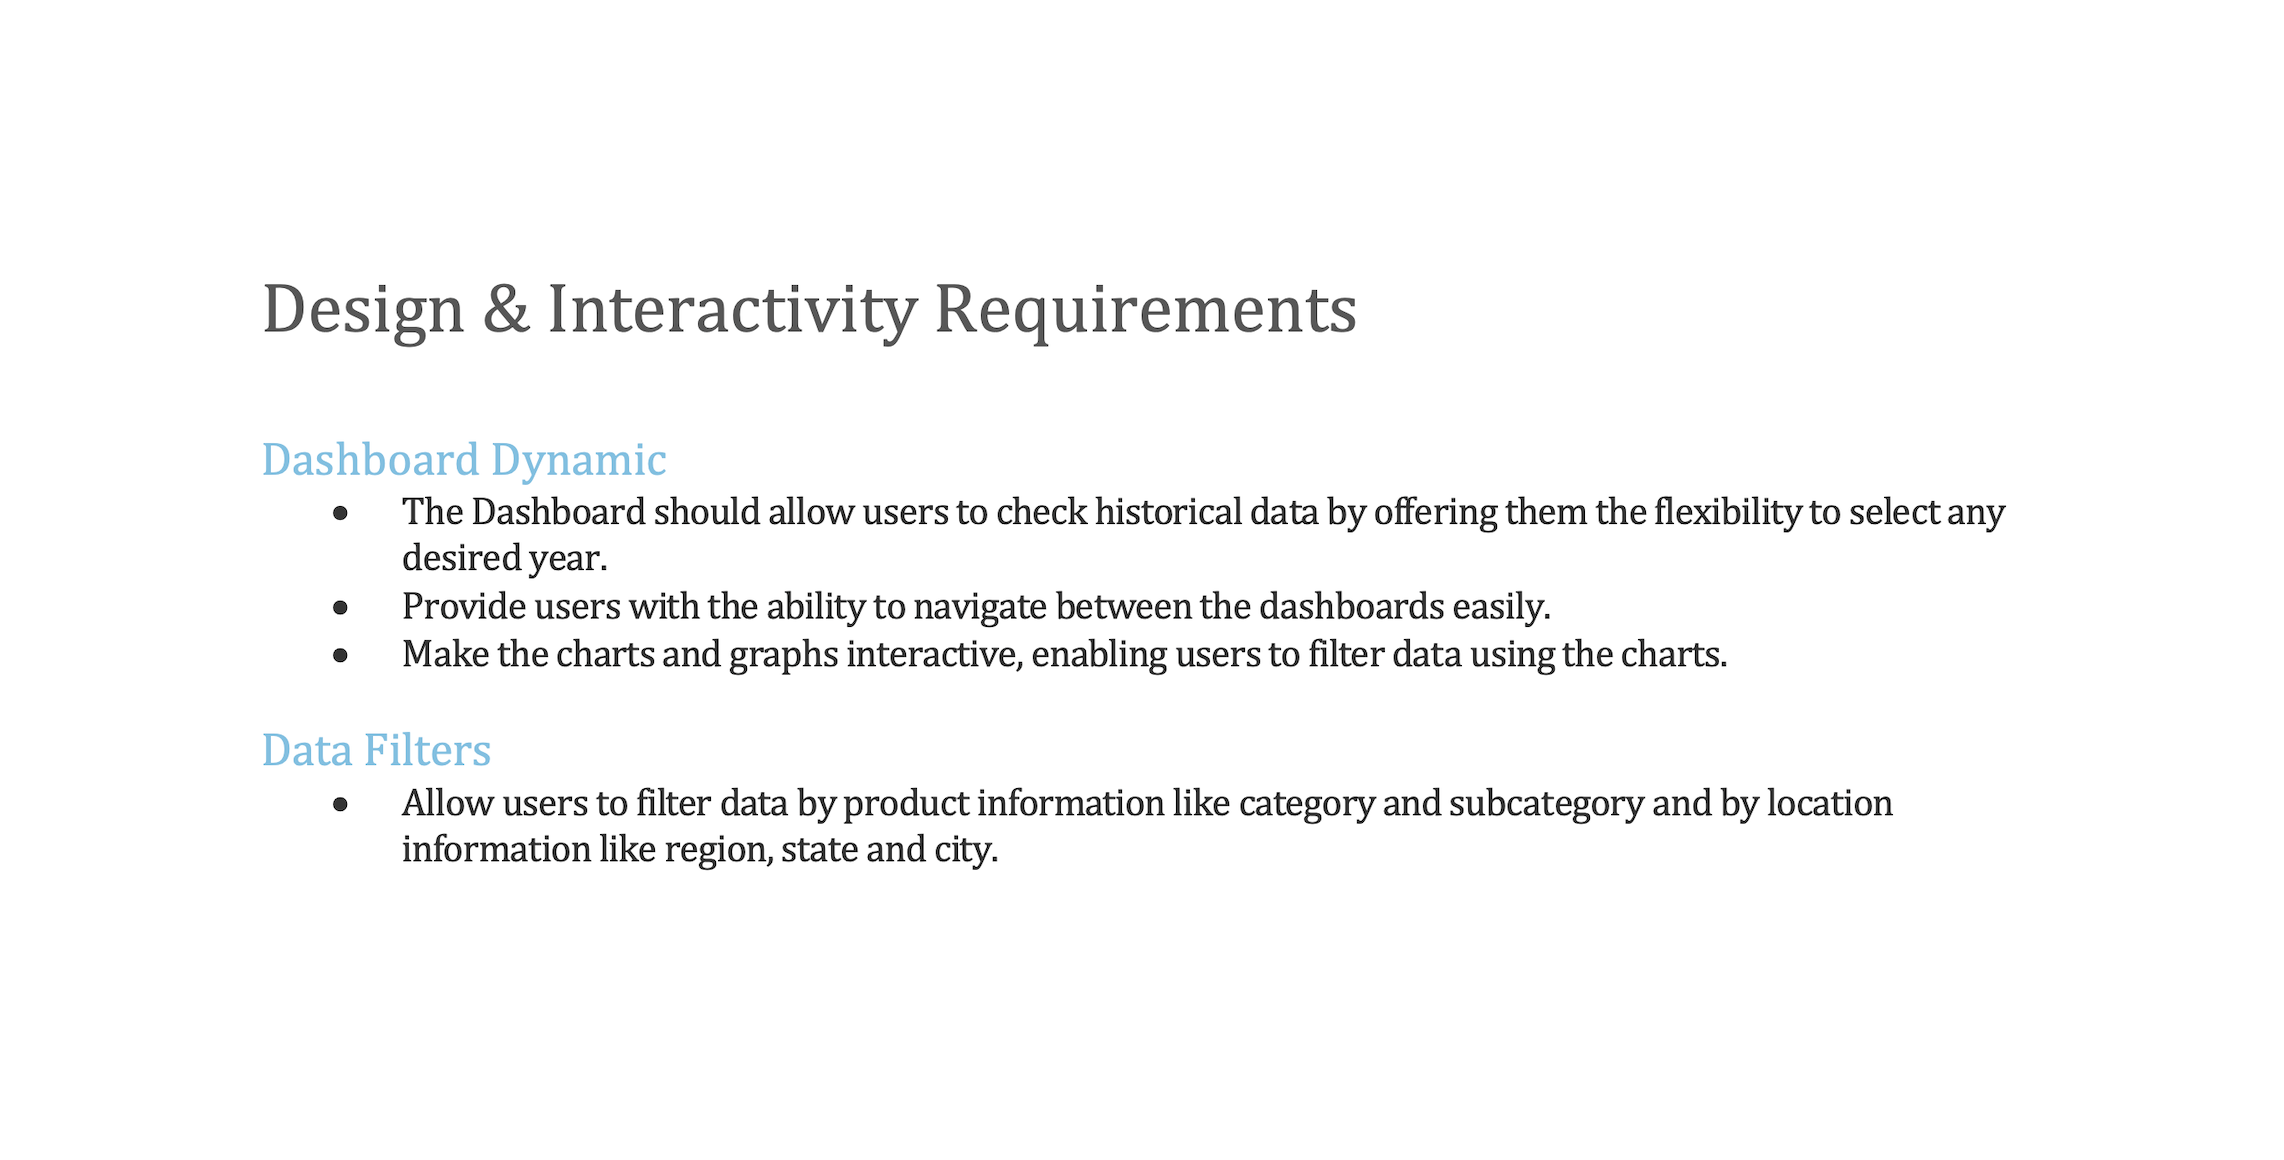 Design & Interactivity Requirements
Dashboard Dynamic
• The Dashboard should allow users to check historical data by offering them the flexibility to select any
desired year.
• Provide users with the ability to navigate between the dashboards easily.
• Make the charts and graphs interactive, enabling users to filter data using the charts.
Data Filters
• Allow users to filter data by product information like category and subcategory and by location
information like region, state and city.